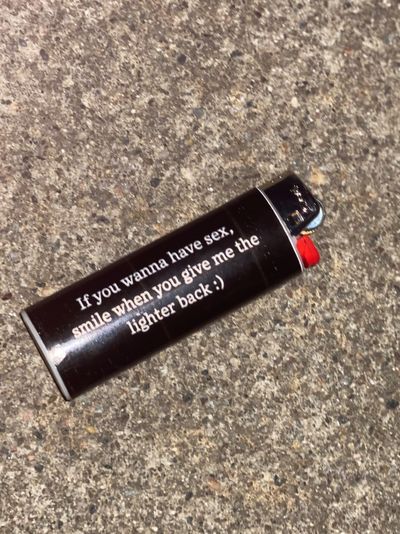 If you wanna have sex,
smile when you give me the
lighter back :)